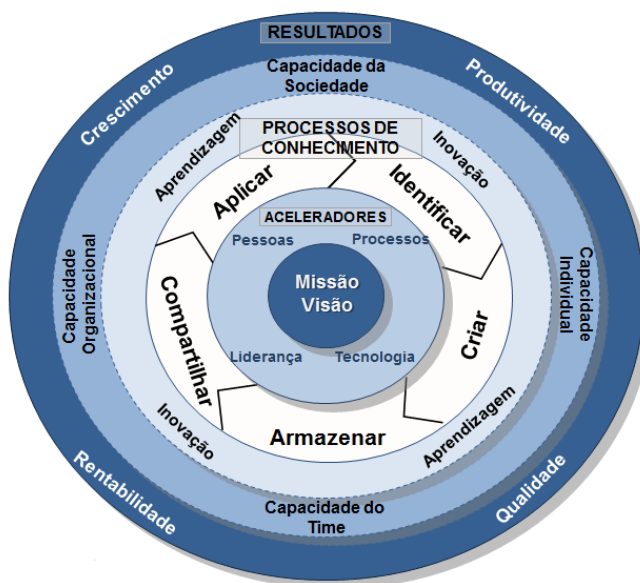 RESULTADOS
Crescimento
Produtividade
Capacidade da
Sociedade
Aprendizagem
PROCESSOS DE
CONHECIMENTO
Inovação
Aplicar
Identificar
ACELERADORES
Pessoas
Processos
Missão
Visão
Capacidade
Organizacional
Capacidade
Individual
Compartilhar
Criar
Liderança
Tecnologia
Inovação
Armazenar
Aprendizagem
Rentabilidade
Capacidade do
Time
Qualidade